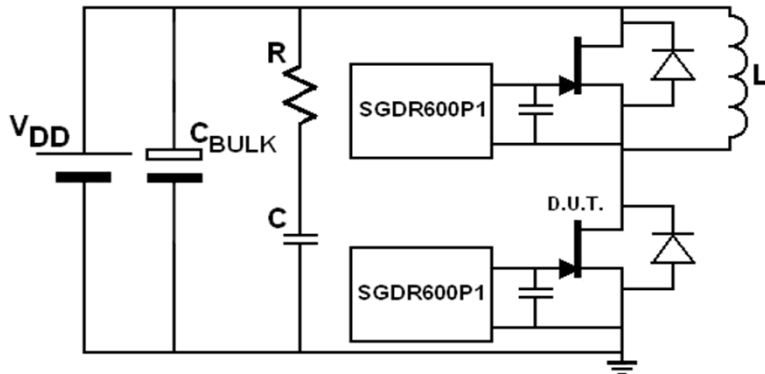 R
SGDR600P1
L
VDD
CBULK
C
D.U.T.
SGDR600P1